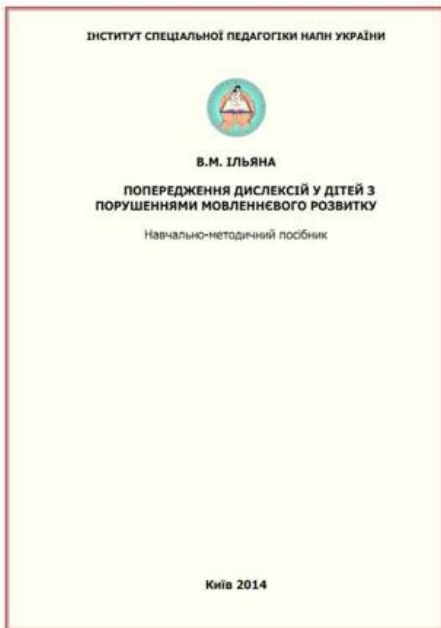 ІНСТИТУТ СПЕЦІАЛЬНОЇ ПЕДАГОГІКИ НАПН УКРАЇНИ
В.М. ІЛЬЯНА
ПОПЕРЕДЖЕННЯ ДИСЛЕКСІЙ У ДІТЕЙ З
ПОРУШЕННЯМИ МОВЛЕННЄВОГО РОЗВИТКУ
Навчально-методичний посібник
Київ 2014